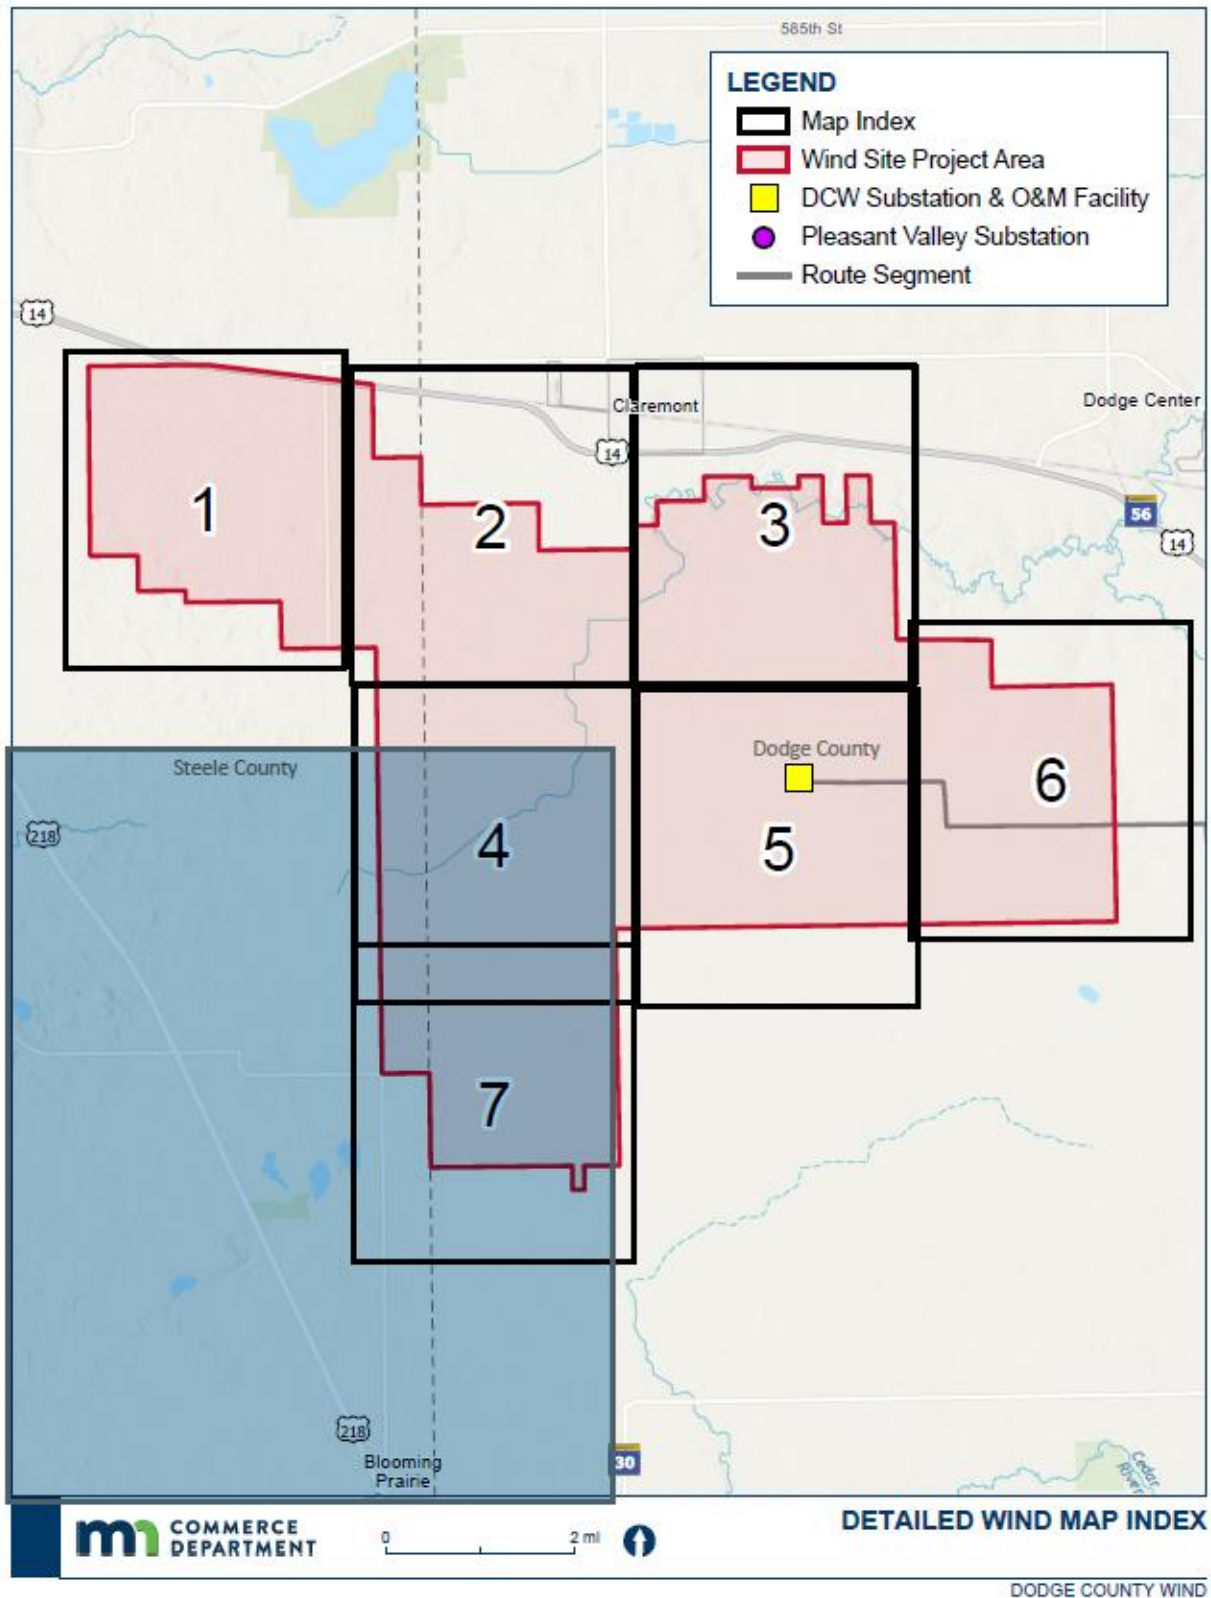 585th St
LEGEND
Map Index
Wind Site Project Area
DCW Substation & O&M Facility
Pleasant Valley Substation
Route Segment
14
Claremont
Dodge Center
14
56
14
1
2
3
Dodge County
Steele County
6
218
4
5
7
218
Blooming
Prairie
30
Cedar
River
mn COMMERCE
DEPARTMENT
0 2 mi
DETAILED WIND MAP INDEX
DODGE COUNTY WIND